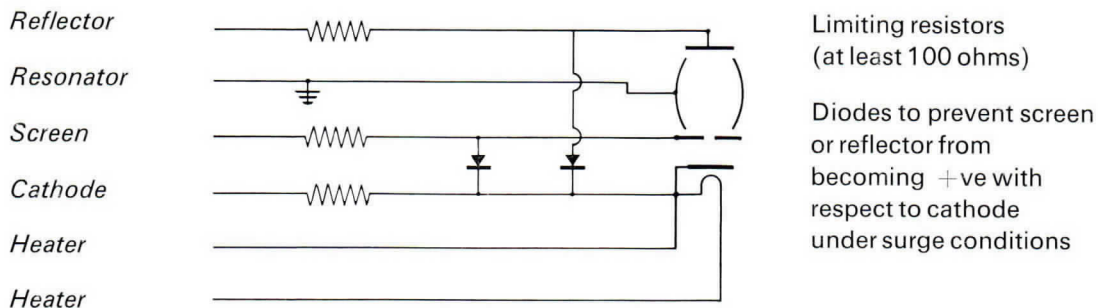 Reflector
Resonator
Screen
Cathode
Heater
Heater
Limiting resistors
(at least 100 ohms)
Diodes to prevent screen
or reflector from
becoming +ve with
respect to cathode
under surge conditions